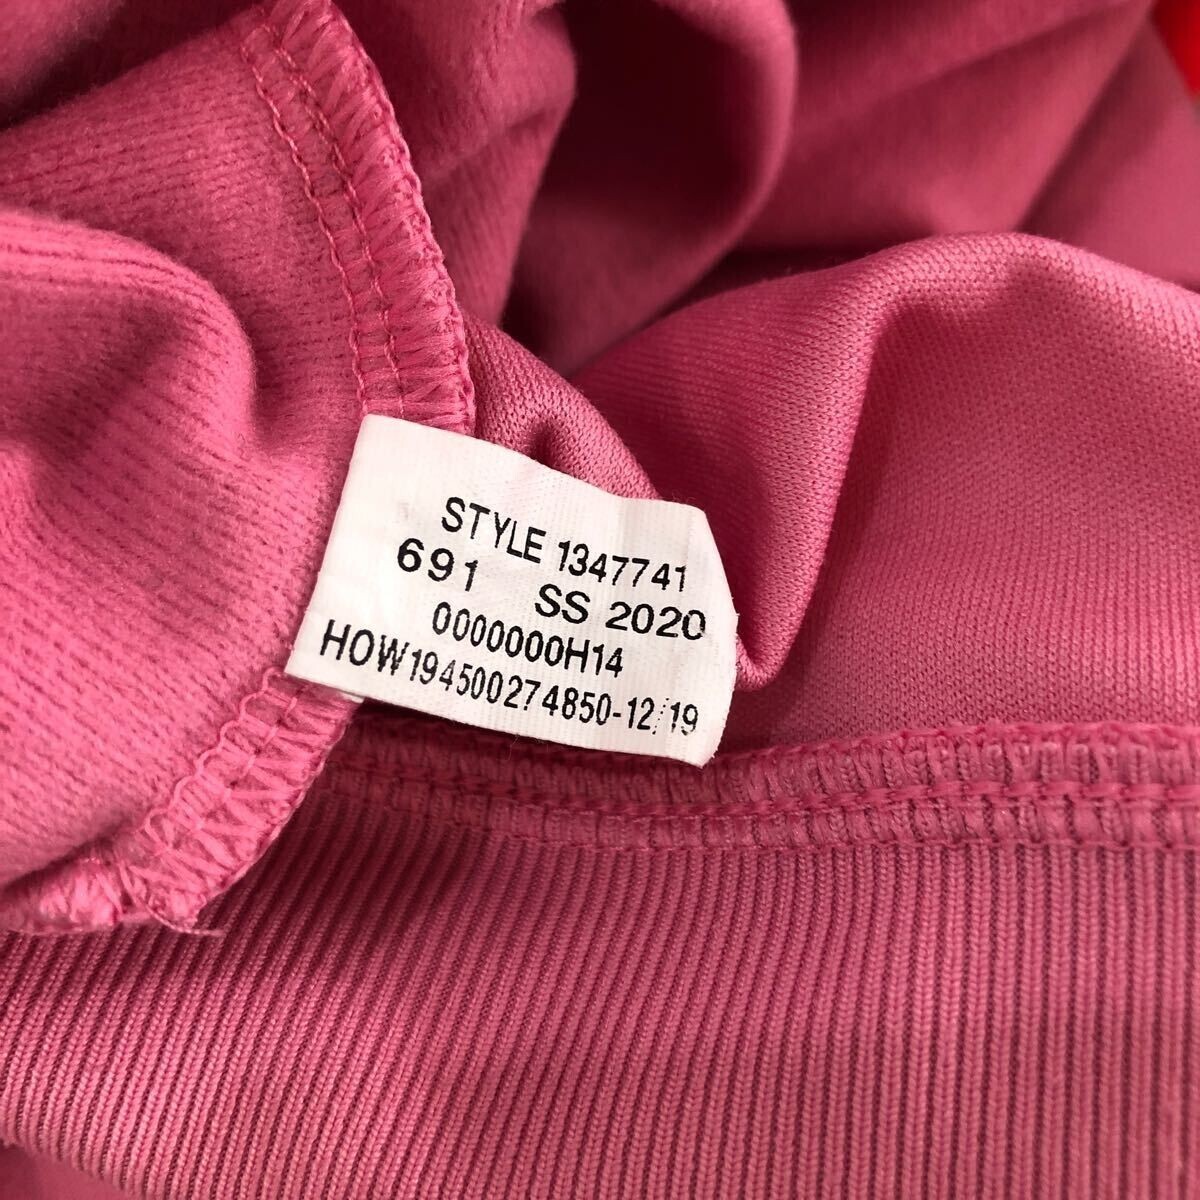 STYLE 1347741
691 SS 2020
0000000H14
HOW194500274850-12/19